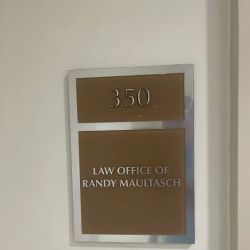 350
LAW OFFICE OF
RANDY MAULTASCH